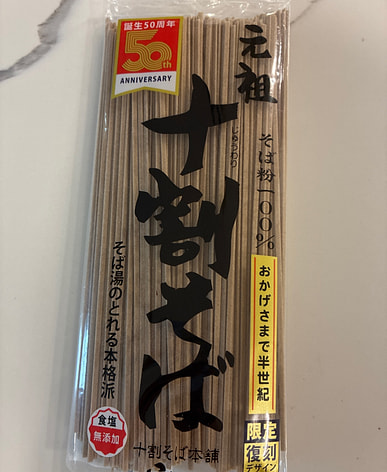 誕生50周年
50th
ANNIVERSARY
元祖
十割そば
じゅうわり
そば粉一〇〇%
おかげさまで半世紀
限定
復刻
デザイン
そば湯のとれる本格派
食塩
無添加
十割そば本舗